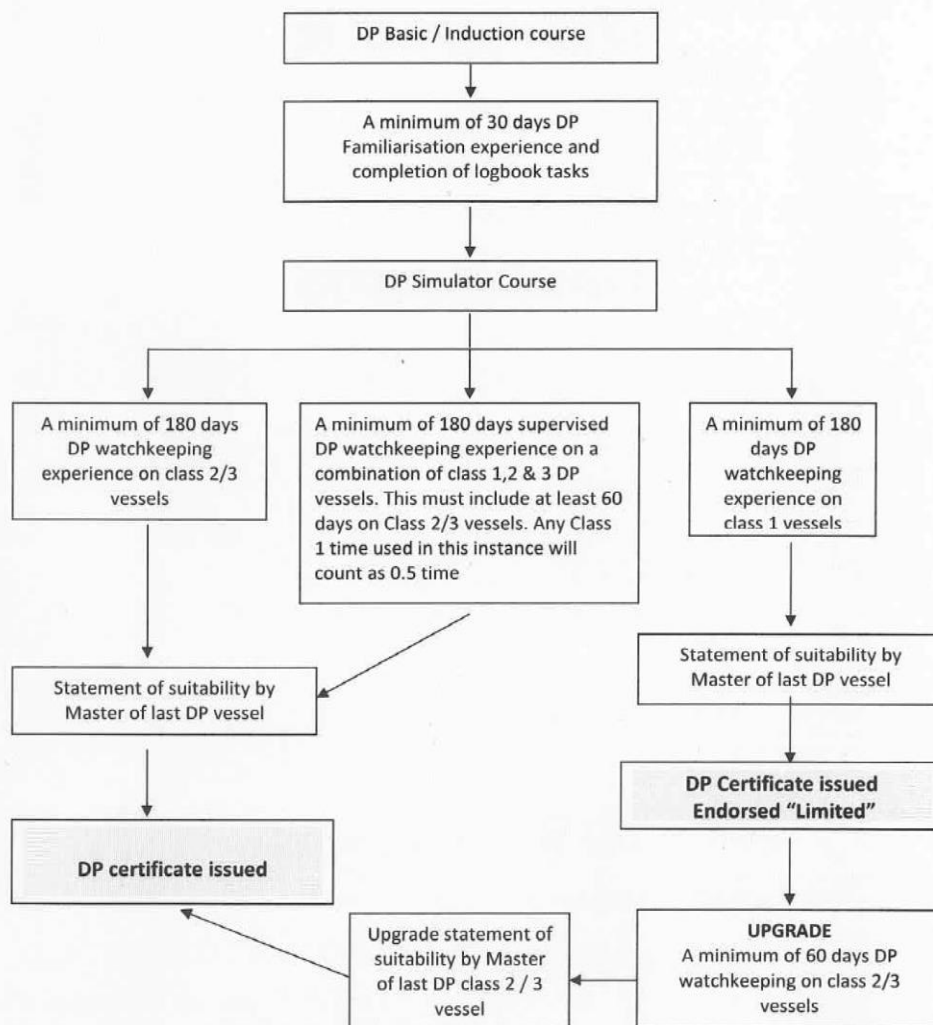 DP Basic / Induction course
A minimum of 30 days DP
Familiarisation experience and
completion of logbook tasks
DP Simulator Course
A minimum of 180 days
DP watchkeeping
experience on class 2/3
vessels
A minimum of 180 days supervised
DP watchkeeping experience on a
combination of class 1,2 & 3 DP
vessels. This must include at least 60
days on Class 2/3 vessels. Any Class
1 time used in this instance will
count as 0.5 time
A minimum of 180
days DP
watchkeeping
experience on
class 1 vessels
Statement of suitability by
Master of last DP vessel
Statement of suitability by
Master of last DP vessel
DP Certificate issued
Endorsed “Limited”
DP certificate issued
Upgrade statement of
suitability by Master
of last DP class 2 / 3
vessel
UPGRADE
A minimum of 60 days DP
watchkeeping on class 2/3
vessels